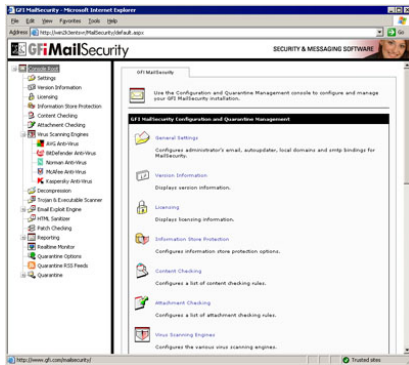 GFI MailSecurity - Microsoft Internet Explorer
File Edit View Favorites Tools Help
Address http://win2k3entsvr/MailSecurity/default.aspx Go
GFi MailSecurity
SECURITY & MESSAGING SOFTWARE
Console Root
Settings
Version Information
Licensing
Information Store Protection
Content Checking
Attachment Checking
Virus Scanning Engines
AVG Anti-Virus
BitDefender Anti-Virus
Norman Anti-Virus
McAfee Anti-Virus
Kaspersky Anti-Virus
Decompression
Trojan & Executable Scanner
Email Exploit Engine
HTML Sanitizer
Patch Checking
Reporting
Realtime Monitor
Quarantine Options
Quarantine RSS Feeds
Quarantine
GFI MailSecurity
Use the Configuration and Quarantine Management console to configure and manage
your GFI MailSecurity installation.
GFI MailSecurity Configuration and Quarantine Management
General Settings
Configures administrator's email, autoupdater, local domains and smtp bindings for
MailSecurity.
Version Information
Displays version information.
Licensing
Displays licensing information.
Information Store Protection
Configures information store protection options.
Content Checking
Configures a list of content checking rules.
Attachment Checking
Configures a list of attachment checking rules.
Virus Scanning Engines
Configures the various virus scanning engines.
http://www.gfi.com/mailsecurity/
Trusted sites